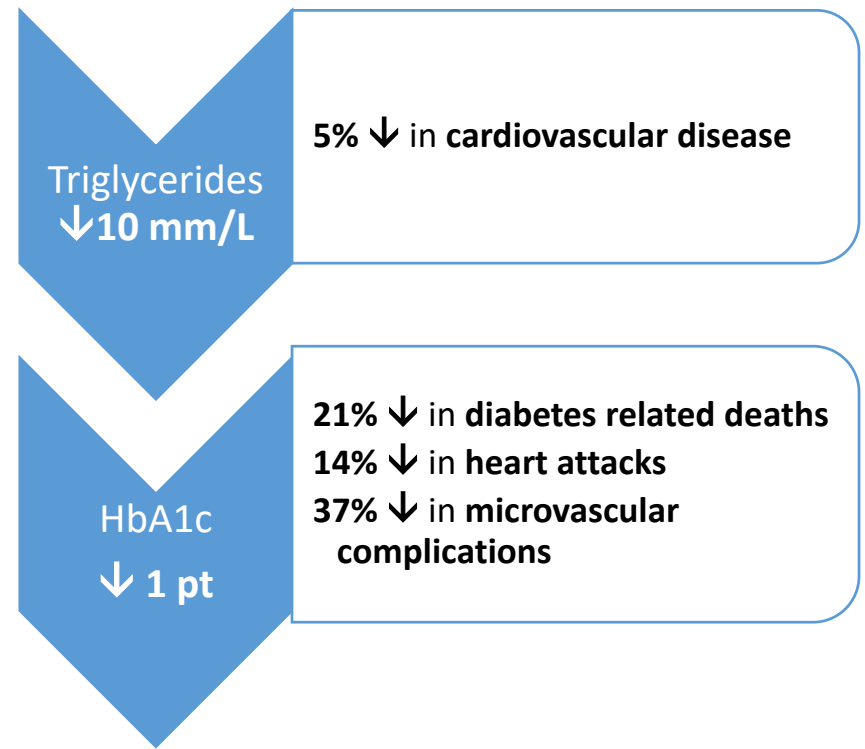 Triglycerides
↓10 mm/L
5% ↓ in cardiovascular disease
HbA1c
↓ 1 pt
21% ↓ in diabetes related deaths
14% ↓ in heart attacks
37% ↓ in microvascular
complications